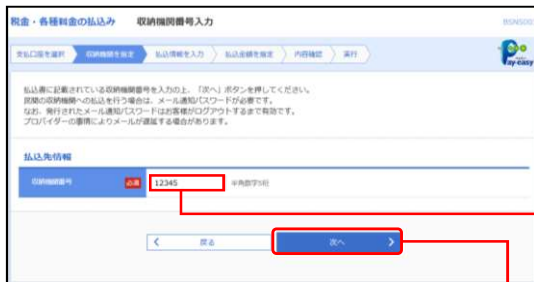 税金・各種料金の払込み 収納機関番号入力
BSNS001
支払口座を選択 収納機関を指定 払込情報を入力 払込金額を指定 内容確認 実行
Pay-easy
払込書に記載されている収納機関番号を入力の上、「次へ」ボタンを押してください。
民間の収納機関への払込を行う場合は、メール通知パスワードが必要です。
なお、発行されたメール通知パスワードはお客様がログアウトするまで有効です。
プロバイダーの事情によりメールが遅延する場合があります。
払込先情報
収納機関番号 必須 12345 半角数字5桁
戻る 次へ